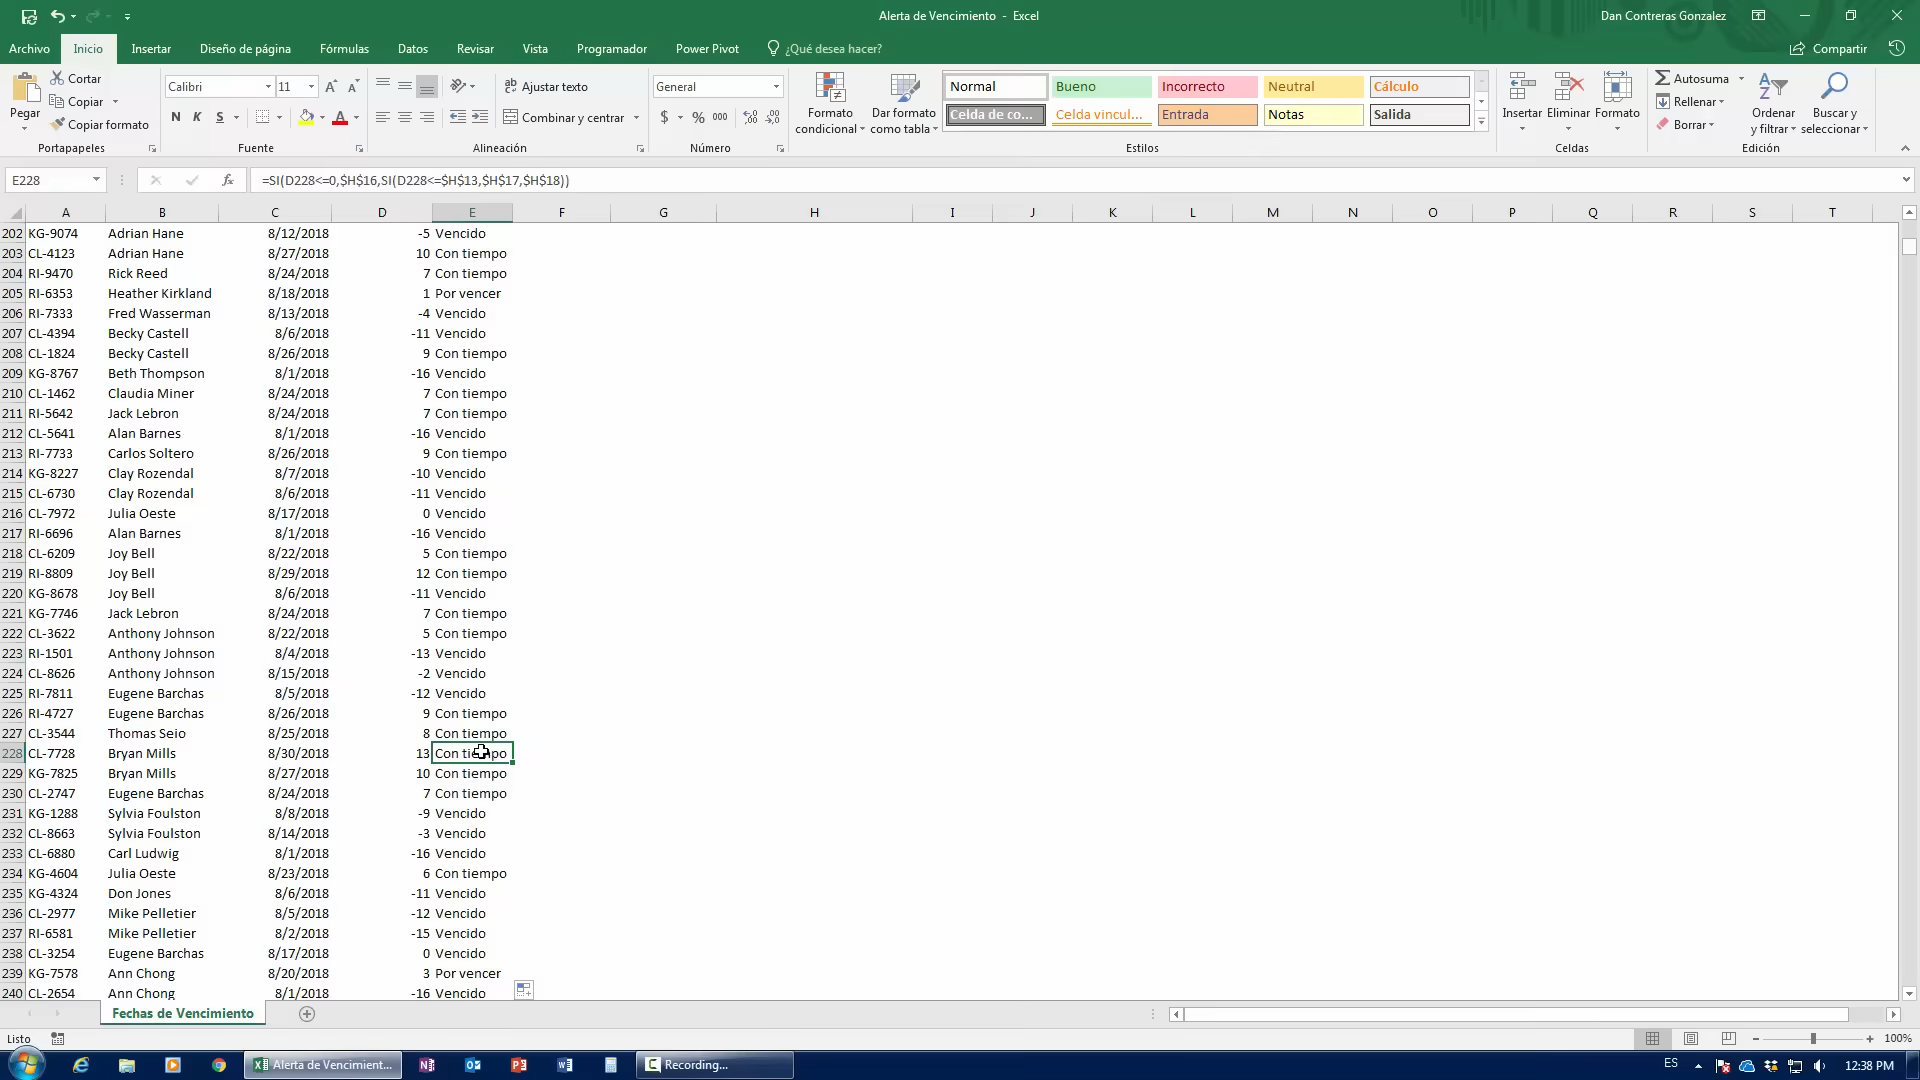 Alerta de Vencimiento - Excel
Dan Contreras Gonzalez
Archivo Inicio Insertar Diseño de página Fórmulas Datos Revisar Vista Programador Power Pivot ¿Qué desea hacer? Compartir
Pegar
Cortar
Copiar
Copiar formato
Calibri 11
N K S
Ajustar texto
Combinar y centrar
General
$ % 000
Formato condicional
Dar formato como tabla
Normal Bueno Incorrecto Neutral Cálculo
Celda de co... Celda vincul... Entrada Notas Salida
Insertar Eliminar Formato
Autosuma
Rellenar
Borrar
Ordenar y filtrar
Buscar y seleccionar
Portapapeles Fuente Alineación Número Estilos Celdas Edición
E228 fx =SI(D228<=0,$H$16,SI(D228<=$H$13,$H$17,$H$18))
A B C D E F G H I J K L M N O P Q R S T
202 KG-9074 Adrian Hane 8/12/2018 -5 Vencido
203 CL-4123 Adrian Hane 8/27/2018 10 Con tiempo
204 RI-9470 Rick Reed 8/24/2018 7 Con tiempo
205 RI-6353 Heather Kirkland 8/18/2018 1 Por vencer
206 RI-7333 Fred Wasserman 8/13/2018 -4 Vencido
207 CL-4394 Becky Castell 8/6/2018 -11 Vencido
208 CL-1824 Becky Castell 8/26/2018 9 Con tiempo
209 KG-8767 Beth Thompson 8/1/2018 -16 Vencido
210 CL-1462 Claudia Miner 8/24/2018 7 Con tiempo
211 RI-5642 Jack Lebron 8/24/2018 7 Con tiempo
212 CL-5641 Alan Barnes 8/1/2018 -16 Vencido
213 RI-7733 Carlos Soltero 8/26/2018 9 Con tiempo
214 KG-8227 Clay Rozendal 8/7/2018 -10 Vencido
215 CL-6730 Clay Rozendal 8/6/2018 -11 Vencido
216 CL-7972 Julia Oeste 8/17/2018 0 Vencido
217 RI-6696 Alan Barnes 8/1/2018 -16 Vencido
218 CL-6209 Joy Bell 8/22/2018 5 Con tiempo
219 RI-8809 Joy Bell 8/29/2018 12 Con tiempo
220 KG-8678 Joy Bell 8/6/2018 -11 Vencido
221 KG-7746 Jack Lebron 8/24/2018 7 Con tiempo
222 CL-3622 Anthony Johnson 8/22/2018 5 Con tiempo
223 RI-1501 Anthony Johnson 8/4/2018 -13 Vencido
224 CL-8626 Anthony Johnson 8/15/2018 -2 Vencido
225 RI-7811 Eugene Barchas 8/5/2018 -12 Vencido
226 RI-4727 Eugene Barchas 8/26/2018 9 Con tiempo
227 CL-3544 Thomas Seio 8/25/2018 8 Con tiempo
228 CL-7728 Bryan Mills 8/30/2018 13 Con tiempo
229 KG-7825 Bryan Mills 8/27/2018 10 Con tiempo
230 CL-2747 Eugene Barchas 8/24/2018 7 Con tiempo
231 KG-1288 Sylvia Foulston 8/8/2018 -9 Vencido
232 CL-8663 Sylvia Foulston 8/14/2018 -3 Vencido
233 CL-6880 Carl Ludwig 8/1/2018 -16 Vencido
234 KG-4604 Julia Oeste 8/23/2018 6 Con tiempo
235 KG-4324 Don Jones 8/6/2018 -11 Vencido
236 CL-2977 Mike Pelletier 8/5/2018 -12 Vencido
237 RI-6581 Mike Pelletier 8/2/2018 -15 Vencido
238 CL-3254 Eugene Barchas 8/17/2018 0 Vencido
239 KG-7578 Ann Chong 8/20/2018 3 Por vencer
240 CL-2654 Ann Chong 8/1/2018 -16 Vencido
Fechas de Vencimiento
Listo 100%
Alerta de Vencimient... Recording... ES 12:38 PM